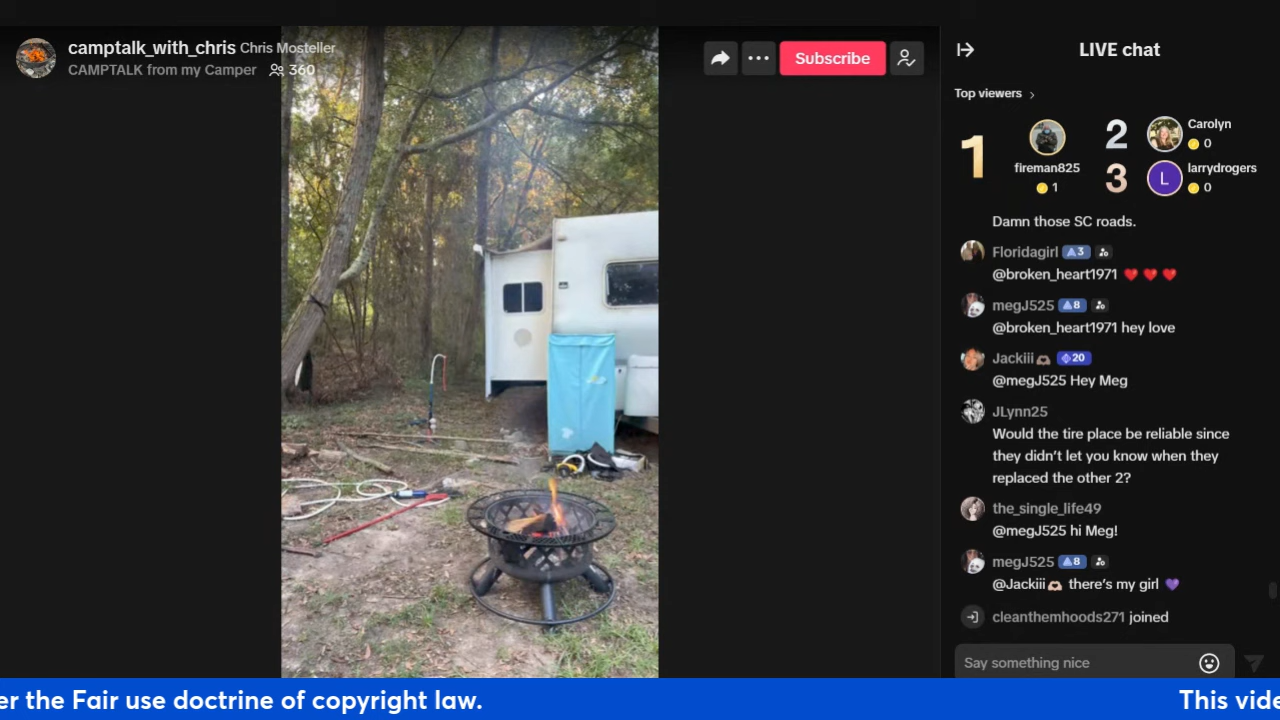 camptalk_with_chris Chris Mosteller
CAMPTALK from my Camper 360
Subscribe
LIVE chat
Top viewers >
1
fireman825
1
2
Carolyn
0
3
L
larrydrogers
0
Damn those SC roads.
Floridagirl 3
@broken_heart1971 ❤️ ❤️ ❤️
megJ525 8
@broken_heart1971 hey love
Jackiii🫶🏼 20
@megJ525 Hey Meg
JLynn25
Would the tire place be reliable since
they didn't let you know when they
replaced the other 2?
the_single_life49
@megJ525 hi Meg!
megJ525 8
@Jackiii🫶🏼 there's my girl 💜
cleanthemhoods271 joined
Say something nice
er the Fair use doctrine of copyright law.
This vide